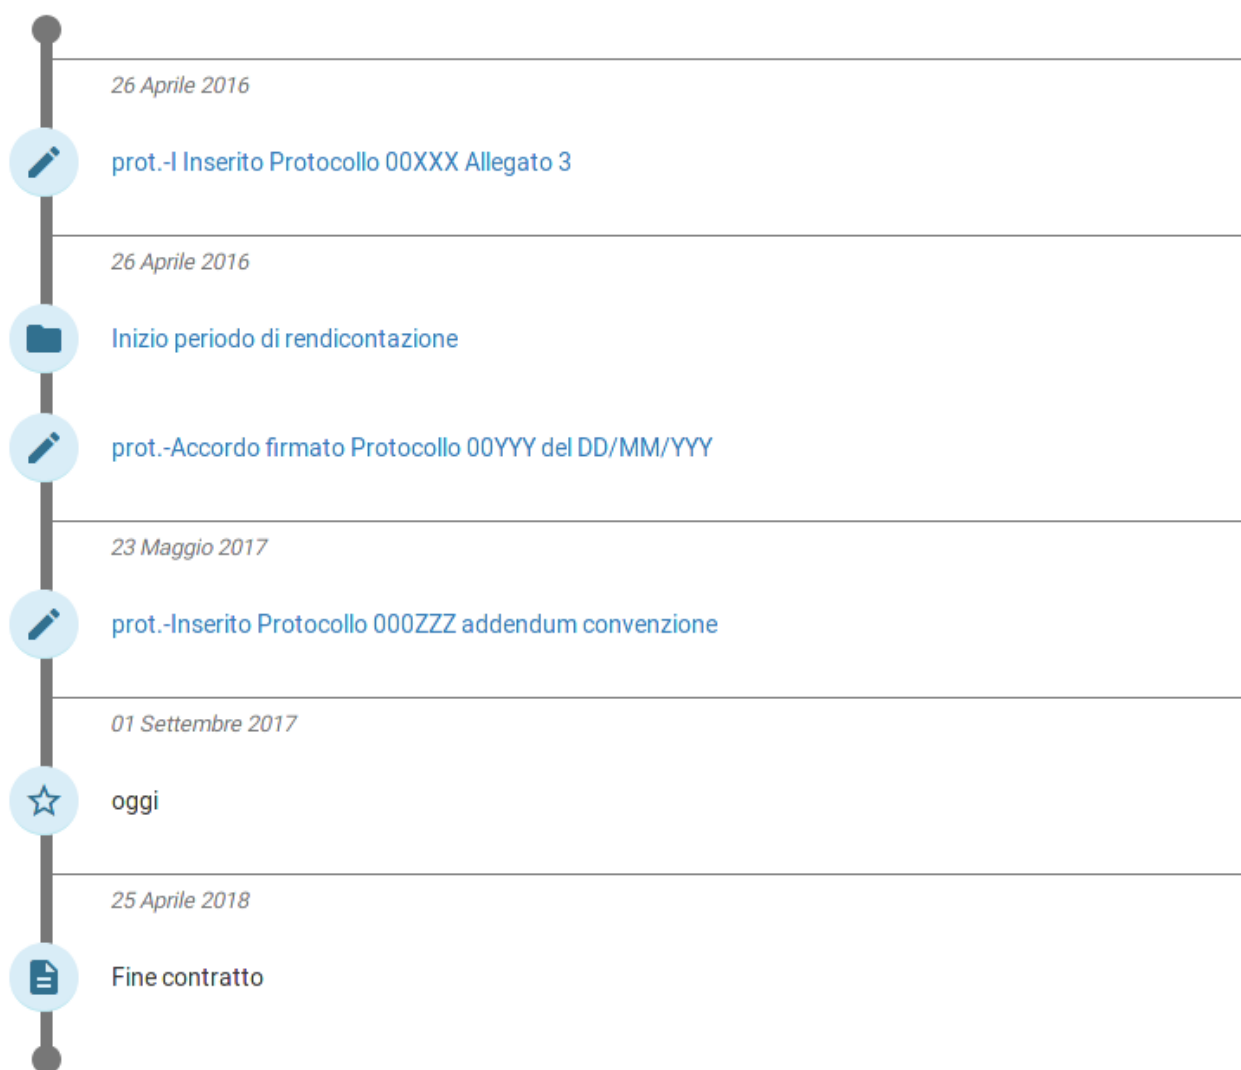 26 Aprile 2016
prot.-I Inserito Protocollo 00XXX Allegato 3
26 Aprile 2016
Inizio periodo di rendicontazione
prot.-Accordo firmato Protocollo 00YYY del DD/MM/YYY
23 Maggio 2017
prot.-Inserito Protocollo 000ZZZ addendum convenzione
01 Settembre 2017
oggi
25 Aprile 2018
Fine contratto